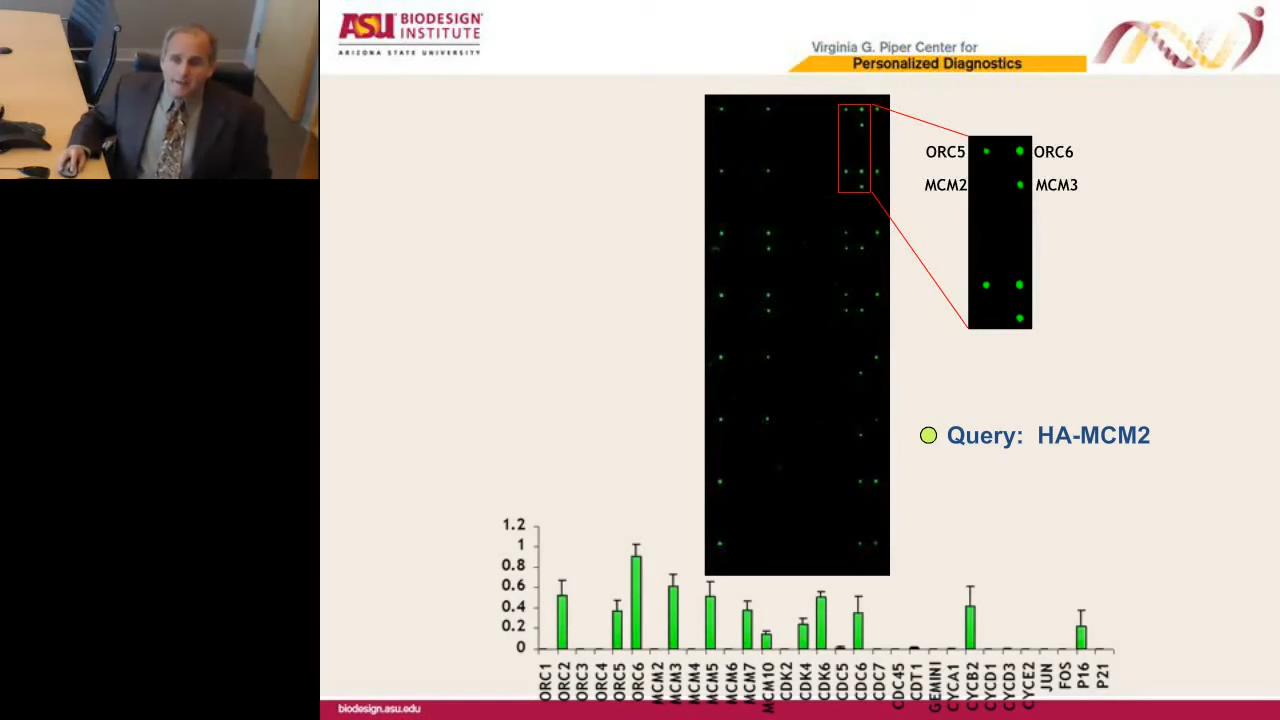 ASU BIODESIGN
INSTITUTE
ARIZONA STATE UNIVERSITY
Virginia G. Piper Center for
Personalized Diagnostics
ORC5 ORC6
MCM2 MCM3
Query: HA-MCM2
1.2
1
0.8
0.6
0.4
0.2
0
ORC1
ORC2
ORC3
ORC4
ORC5
ORC6
MCM2
MCM3
MCM4
MCM5
MCM6
MCM7
MCM10
CDK2
CDK4
CDK6
CDC5
CDC6
CDC7
CDC45
CDT1
GEMINI
CYCA1
CYCB2
CYCD1
CYCD3
CYCE2
JUN
FOS
P16
P21
biodesign.asu.edu